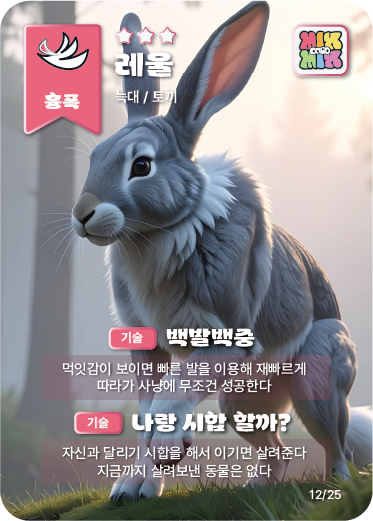 레울
MIX
AND
MIX
흉폭
늑대 / 토끼
기술 백발백중
먹잇감이 보이면 빠른 발을 이용해 재빠르게
따라가 사냥에 무조건 성공한다
기술 나랑 시합 할까?
자신과 달리기 시합을 해서 이기면 살려준다
지금까지 살려보낸 동물은 없다
12/25